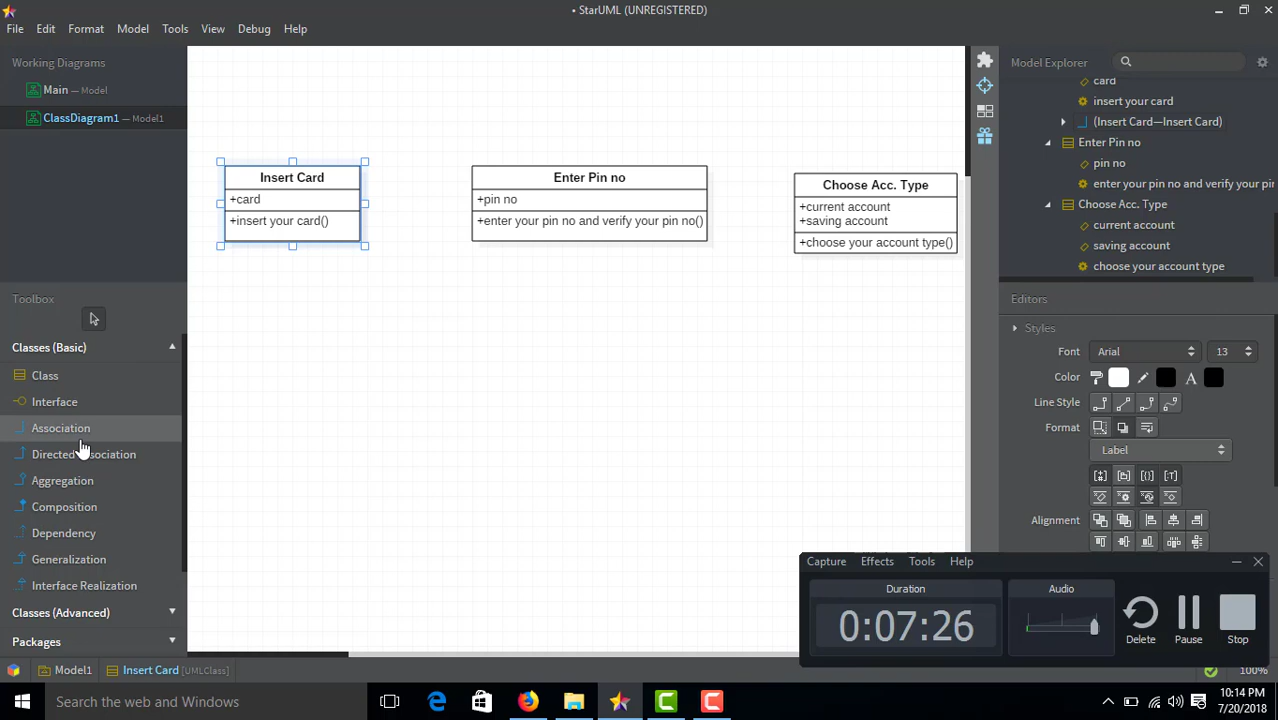 • StarUML (UNREGISTERED)
File Edit Format Model Tools View Debug Help
Working Diagrams
Main — Model
ClassDiagram1 — Model1
Toolbox
Classes (Basic)
Class
Interface
Association
Directed Association
Aggregation
Composition
Dependency
Generalization
Interface Realization
Classes (Advanced)
Packages
Insert Card
+card
+insert your card()
Enter Pin no
+pin no
+enter your pin no and verify your pin no()
Choose Acc. Type
+current account
+saving account
+choose your account type()
Model Explorer
card
insert your card
(Insert Card—Insert Card)
Enter Pin no
pin no
enter your pin no and verify your pin
Choose Acc. Type
current account
saving account
choose your account type
Editors
Styles
Font Arial 13
Color A
Line Style
Format
Label
Alignment
Capture Effects Tools Help
Duration
0:07:26
Audio
Delete Pause Stop
Model1 Insert Card [UMLClass]
100%
Search the web and Windows
10:14 PM
7/20/2018